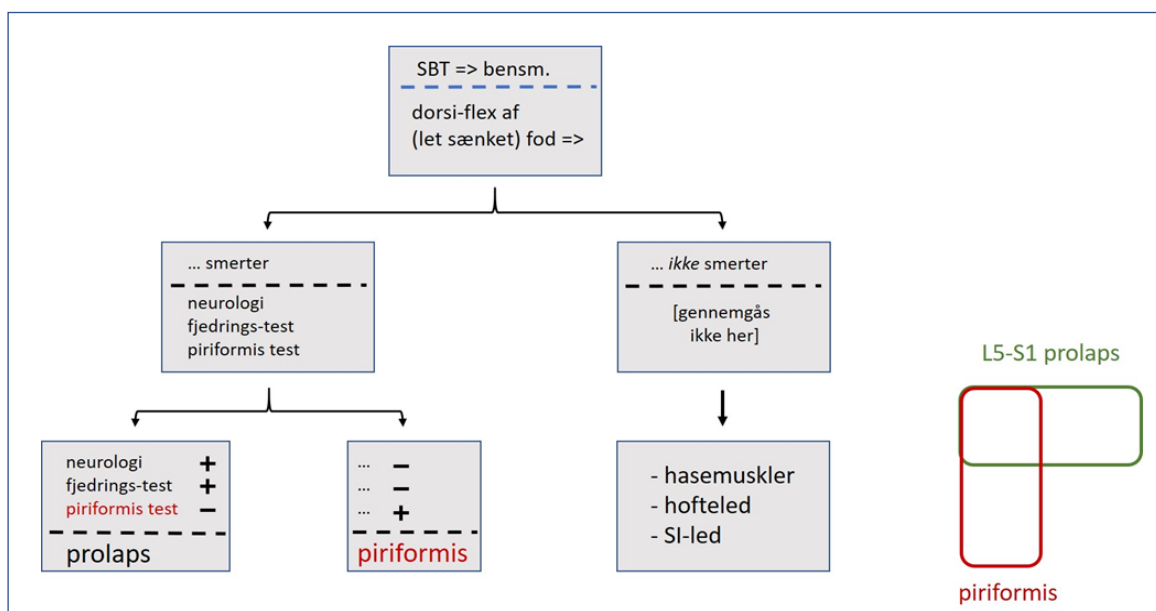 SBT => bensm.
dorsi-flex af
(let sænket) fod =>
... smerter
neurologi
fjedrings-test
piriformis test
... ikke smerter
[gennemgås
ikke her]
neurologi +
fjedrings-test +
piriformis test –
prolaps
... –
... –
... +
piriformis
- hasemuskler
- hofteled
- SI-led
L5-S1 prolaps
piriformis